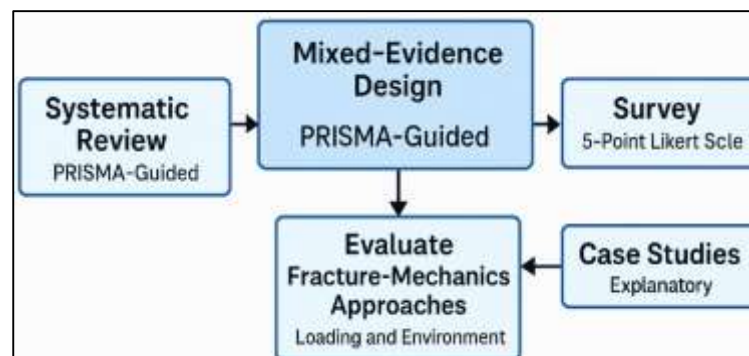 Systematic
Review
PRISMA-Guided
Mixed-Evidence
Design
PRISMA-Guided
Survey
5-Point Likert Scle
Evaluate
Fracture-Mechanics
Approaches
Loading and Environment
Case Studies
Explanatory